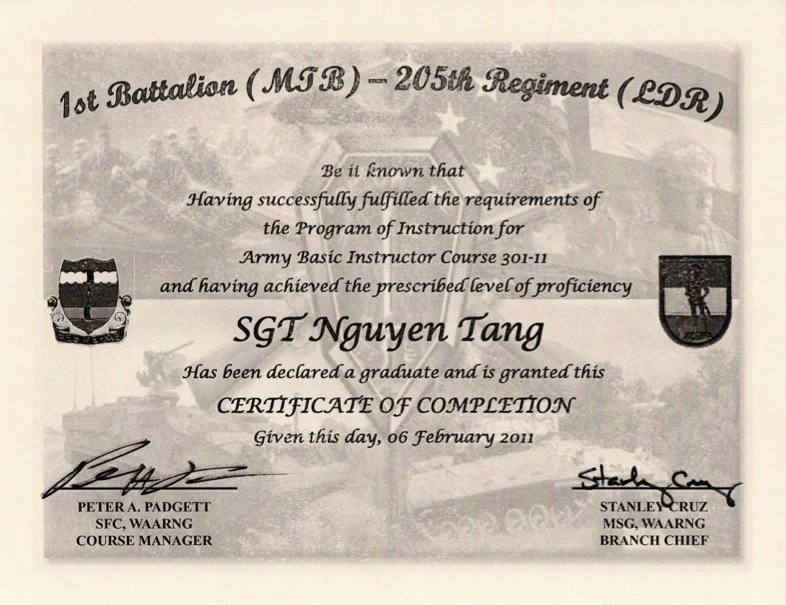 1st Battalion (MTB) – 205th Regiment (LDR)
Be it known that
Having successfully fulfilled the requirements of
the Program of Instruction for
Army Basic Instructor Course 301-11
and having achieved the prescribed level of proficiency
SGT Nguyen Tang
Has been declared a graduate and is granted this
CERTIFICATE OF COMPLETION
Given this day, 06 February 2011
PETER A. PADGETT
SFC, WAARNG
COURSE MANAGER
Stanley Cruz
STANLEY CRUZ
MSG, WAARNG
BRANCH CHIEF